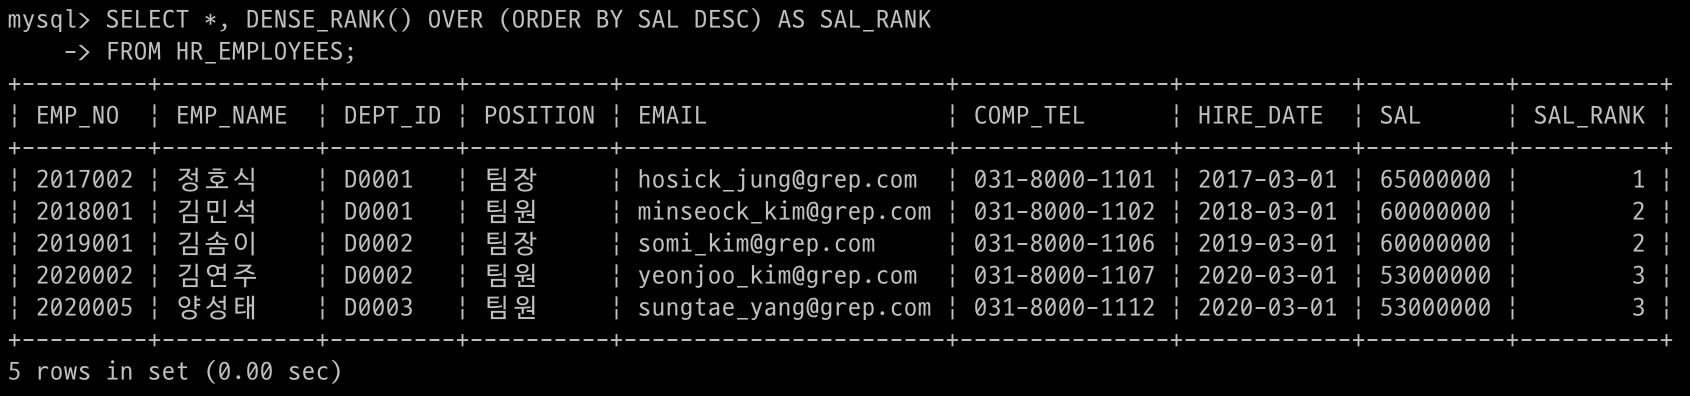 mysql> SELECT *, DENSE_RANK() OVER (ORDER BY SAL DESC) AS SAL_RANK
    -> FROM HR_EMPLOYEES;
+---------+-----------+---------+----------+-----------------------+---------------+------------+----------+----------+
| EMP_NO  | EMP_NAME  | DEPT_ID | POSITION | EMAIL                 | COMP_TEL      | HIRE_DATE  | SAL      | SAL_RANK |
+---------+-----------+---------+----------+-----------------------+---------------+------------+----------+----------+
| 2017002 | 정호식    | D0001   | 팀장     | hosick_jung@grep.com  | 031-8000-1101 | 2017-03-01 | 65000000 |        1 |
| 2018001 | 김민석    | D0001   | 팀원     | minseock_kim@grep.com | 031-8000-1102 | 2018-03-01 | 60000000 |        2 |
| 2019001 | 김솜이    | D0002   | 팀장     | somi_kim@grep.com     | 031-8000-1106 | 2019-03-01 | 60000000 |        2 |
| 2020002 | 김연주    | D0002   | 팀원     | yeonjoo_kim@grep.com  | 031-8000-1107 | 2020-03-01 | 53000000 |        3 |
| 2020005 | 양성태    | D0003   | 팀원     | sungtae_yang@grep.com | 031-8000-1112 | 2020-03-01 | 53000000 |        3 |
+---------+-----------+---------+----------+-----------------------+---------------+------------+----------+----------+
5 rows in set (0.00 sec)